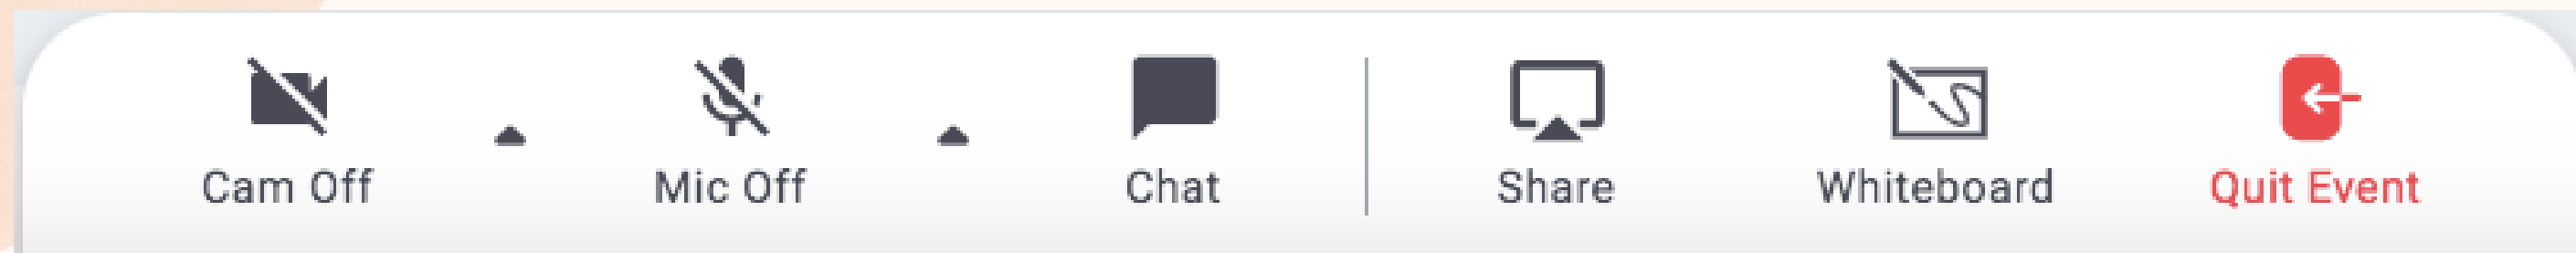 Cam Off
Mic Off
Chat
Share
Whiteboard
Quit Event